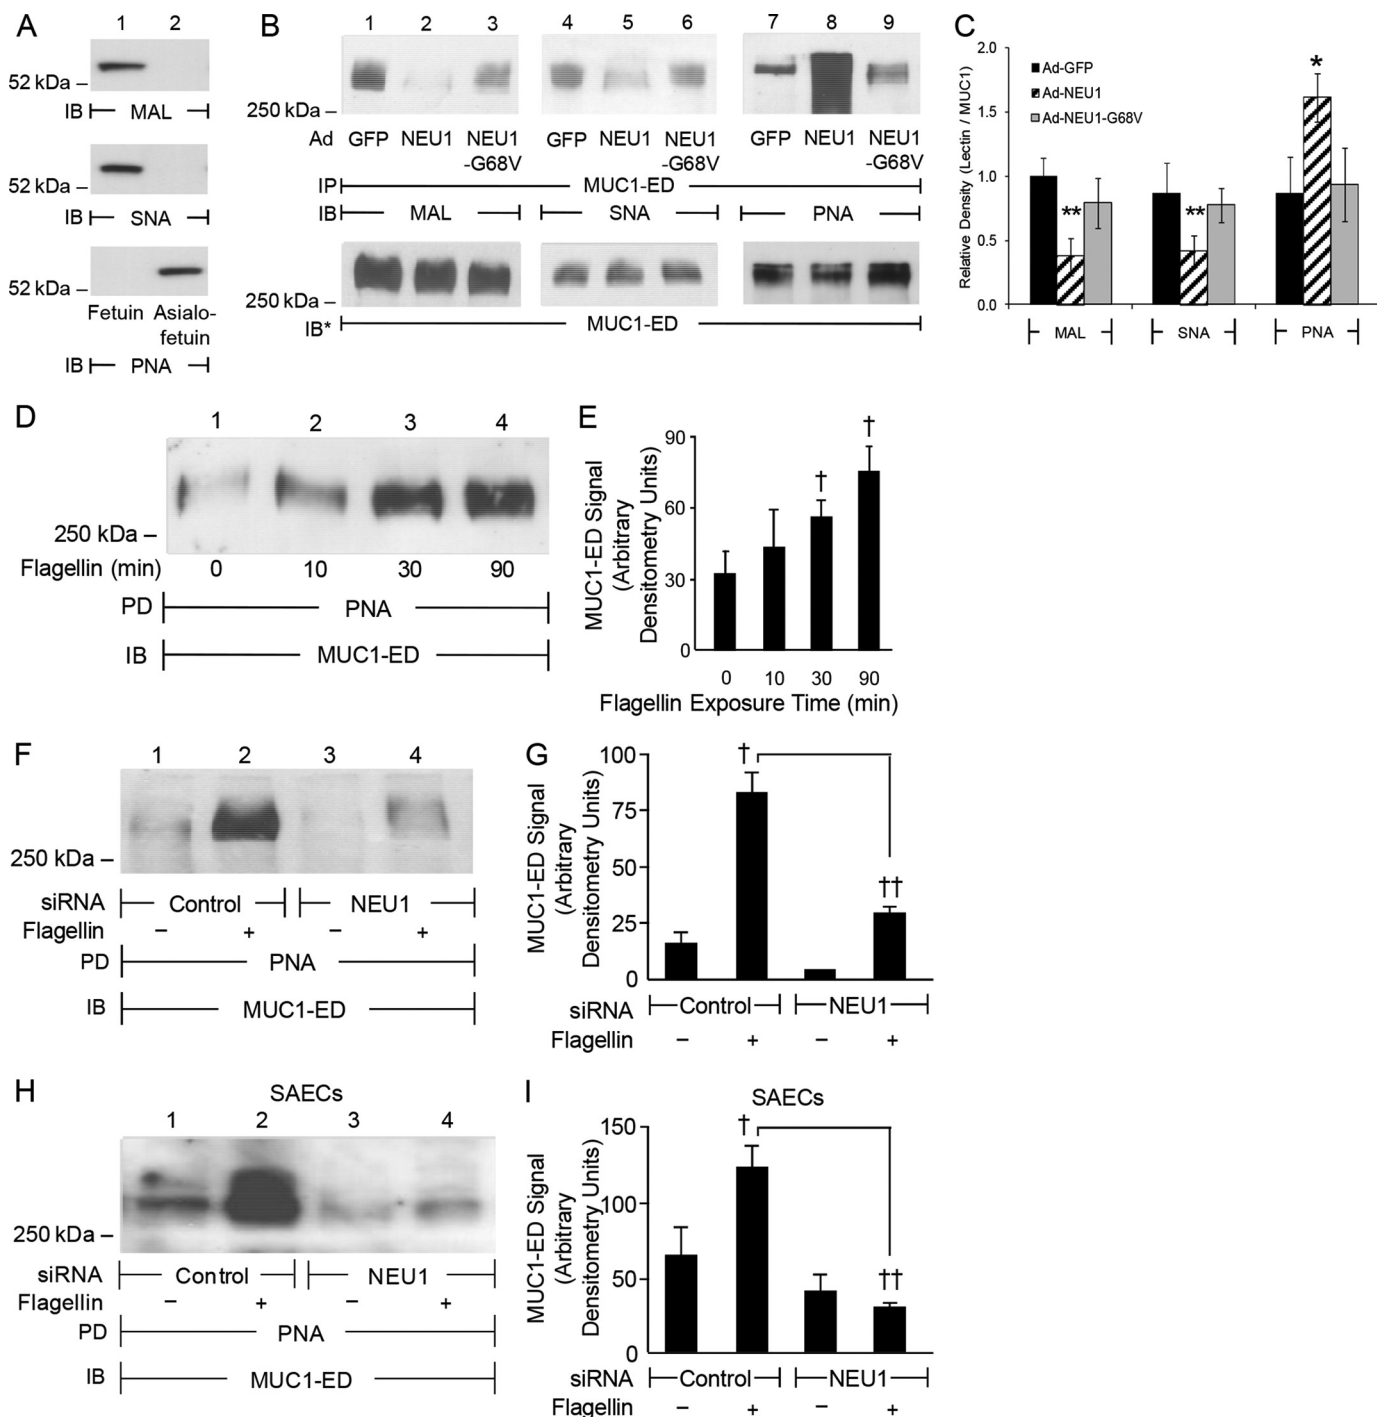 A
1 2
52 kDa –
IB MAL
52 kDa –
IB SNA
52 kDa –
Fetuin Asialo-
fetuin
IB PNA
B
1 2 3 4 5 6 7 8 9
250 kDa –
Ad GFP NEU1 NEU1 GFP NEU1 NEU1 GFP NEU1 NEU1
-G68V -G68V -G68V
IP MUC1-ED
IB MAL SNA PNA
250 kDa –
IB* MUC1-ED
C
Relative Density (Lectin / MUC1)
2.0
1.5
1.0
0.5
0.0
Ad-GFP
Ad-NEU1
Ad-NEU1-G68V
** ** *
MAL SNA PNA
D
1 2 3 4
250 kDa –
Flagellin (min) 0 10 30 90
PD PNA
IB MUC1-ED
E
MUC1-ED Signal
(Arbitrary
Densitometry Units)
90
60
30
0
† †
0 10 30 90
Flagellin Exposure Time (min)
F
1 2 3 4
250 kDa –
siRNA Control NEU1
Flagellin – + – +
PD PNA
IB MUC1-ED
G
MUC1-ED Signal
(Arbitrary
Densitometry Units)
100
75
50
25
0
† ††
siRNA Control NEU1
Flagellin – + – +
H
SAECs
1 2 3 4
250 kDa –
siRNA Control NEU1
Flagellin – + – +
PD PNA
IB MUC1-ED
I
SAECs
MUC1-ED Signal
(Arbitrary
Densitometry Units)
150
100
50
0
† ††
siRNA Control NEU1
Flagellin – + – +